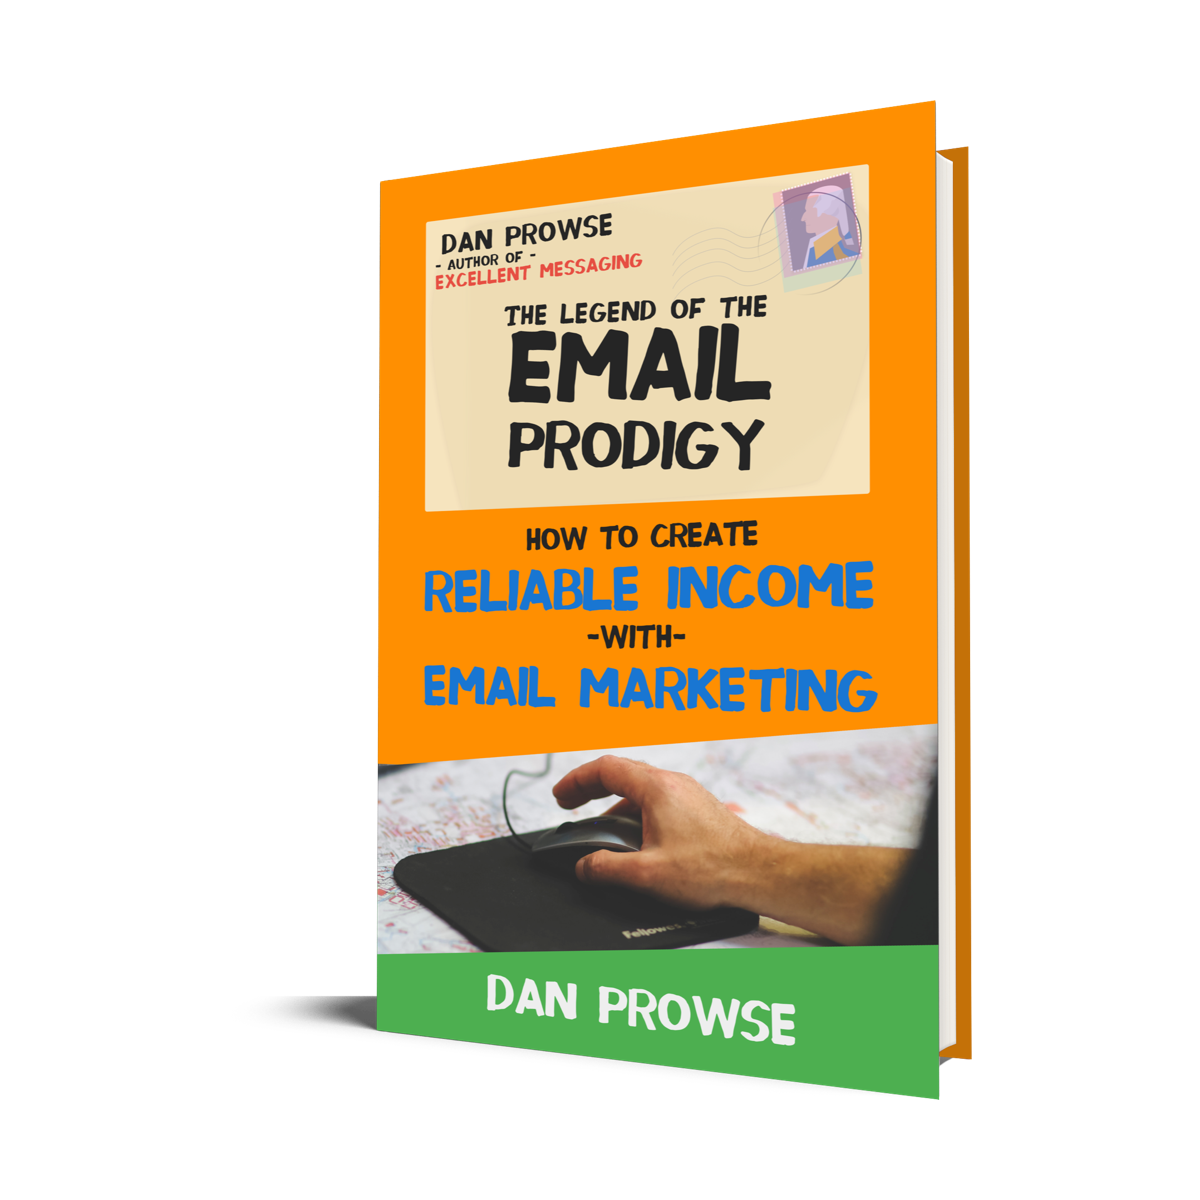 DAN PROWSE
- AUTHOR OF -
EXCELLENT MESSAGING
THE LEGEND OF THE
EMAIL
PRODIGY
HOW TO CREATE
RELIABLE INCOME
-WITH-
EMAIL MARKETING
Fellowes
DAN PROWSE